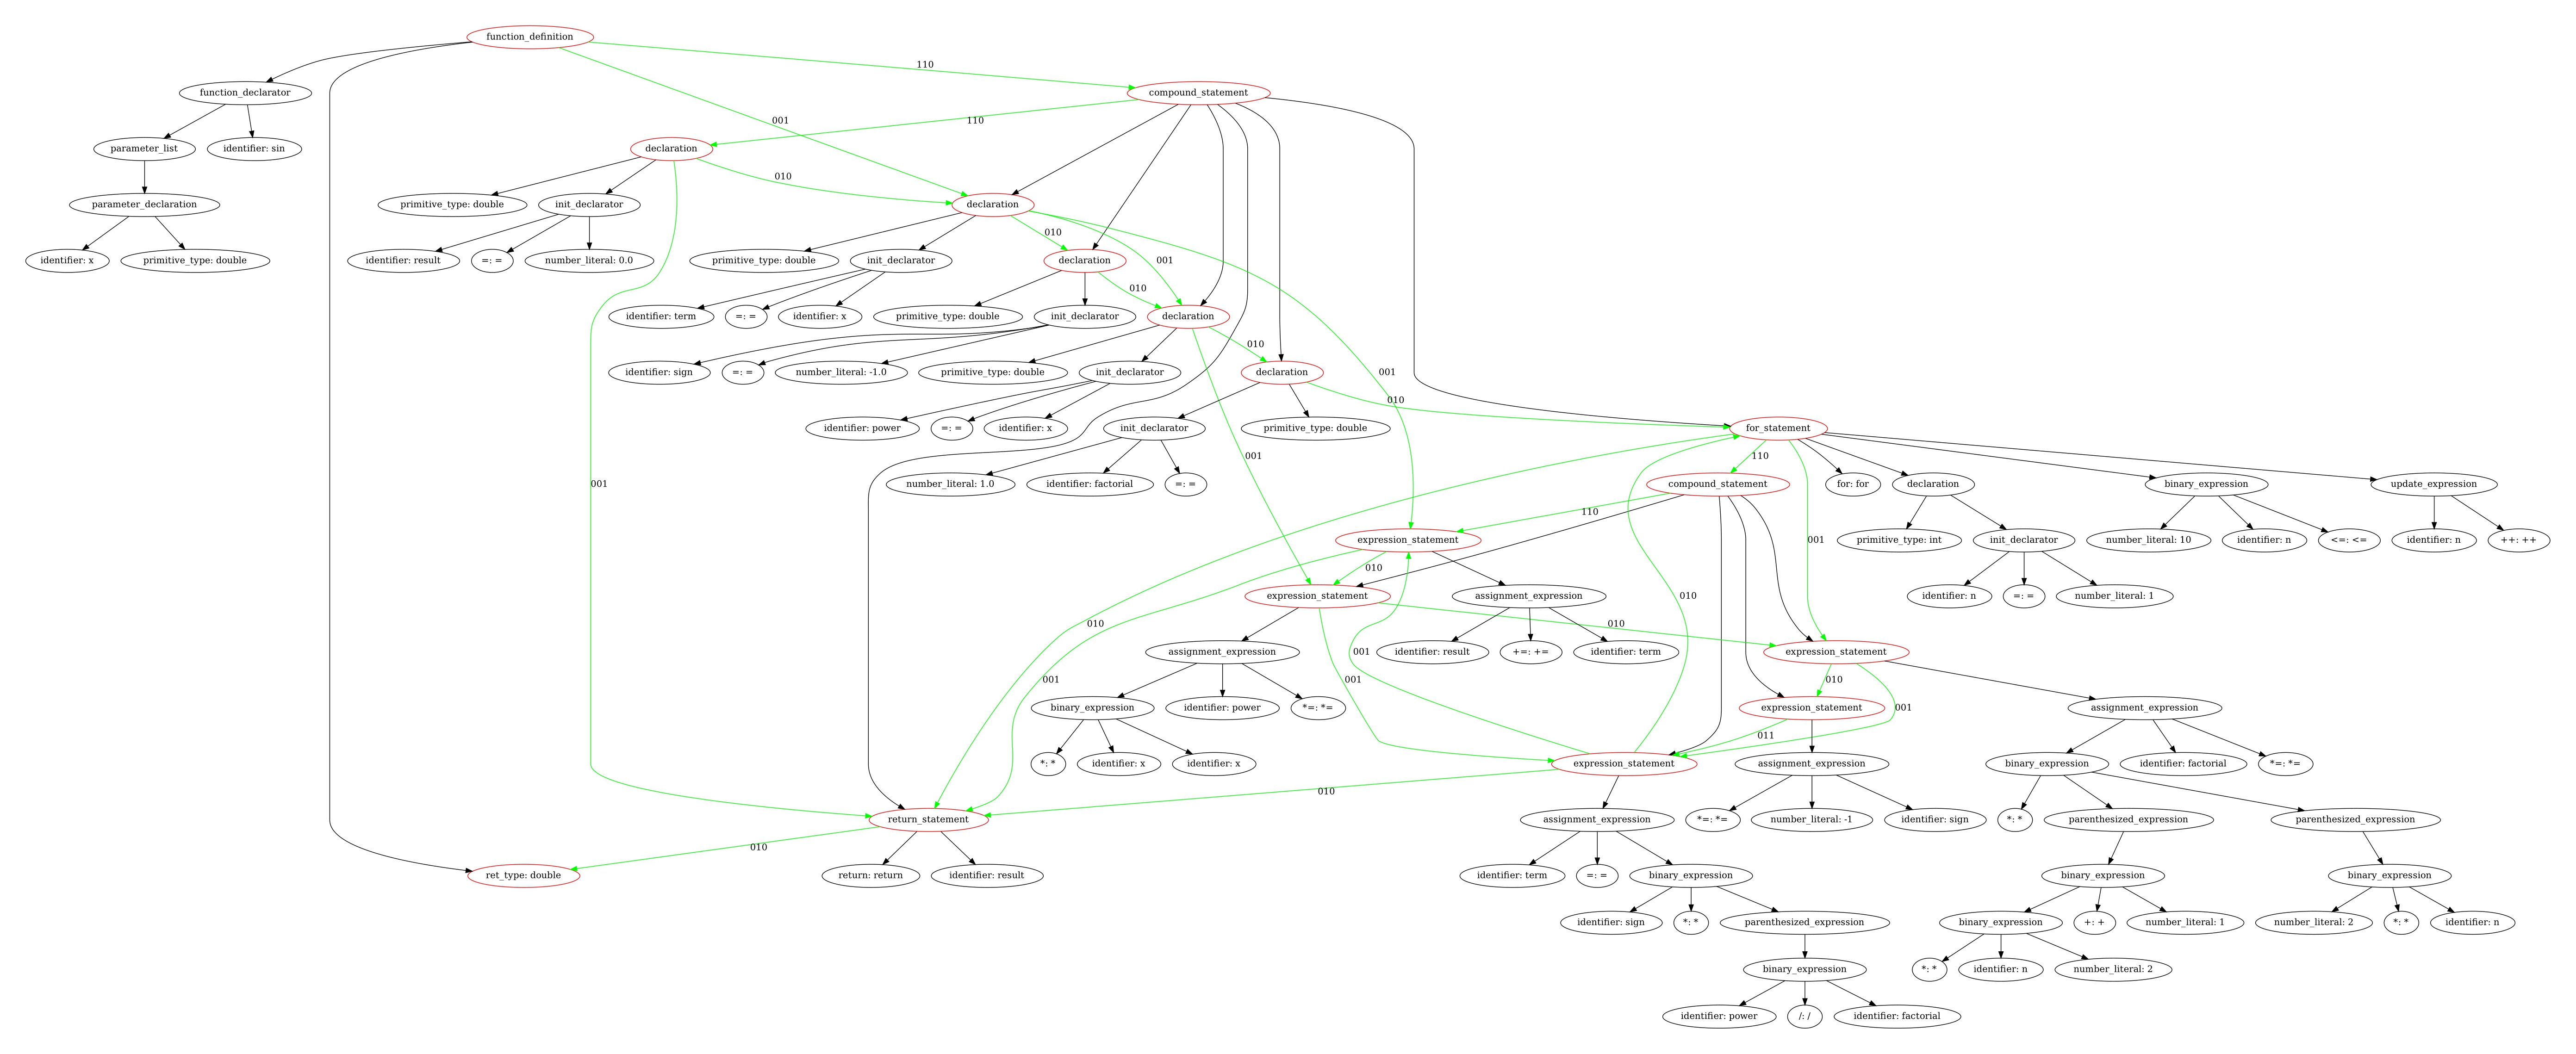 function_definition
110
function_declarator
compound_statement
001
110
parameter_list
identifier: sin
declaration
010
parameter_declaration
primitive_type: double
init_declarator
declaration
010
identifier: x
primitive_type: double
identifier: result
=: =
number_literal: 0.0
primitive_type: double
init_declarator
declaration
001
010
identifier: term
=: =
identifier: x
primitive_type: double
init_declarator
declaration
010
001
identifier: sign
=: =
number_literal: -1.0
primitive_type: double
init_declarator
declaration
010
identifier: power
=: =
identifier: x
init_declarator
primitive_type: double
for_statement
001
110
001
number_literal: 1.0
identifier: factorial
=: =
compound_statement
for: for
declaration
binary_expression
update_expression
110
001
expression_statement
primitive_type: int
init_declarator
number_literal: 10
identifier: n
<=: <=
identifier: n
++: ++
010
expression_statement
assignment_expression
010
identifier: n
=: =
number_literal: 1
010
010
assignment_expression
001
identifier: result
+=: +=
identifier: term
expression_statement
001
001
010
binary_expression
identifier: power
*=: *=
expression_statement
assignment_expression
001
011
*: *
identifier: x
identifier: x
expression_statement
assignment_expression
binary_expression
identifier: factorial
*=: *=
010
return_statement
assignment_expression
*=: *=
number_literal: -1
identifier: sign
*: *
parenthesized_expression
parenthesized_expression
010
ret_type: double
return: return
identifier: result
identifier: term
=: =
binary_expression
binary_expression
binary_expression
identifier: sign
*: *
parenthesized_expression
binary_expression
+: +
number_literal: 1
number_literal: 2
*: *
identifier: n
binary_expression
*: *
identifier: n
number_literal: 2
identifier: power
/: /
identifier: factorial